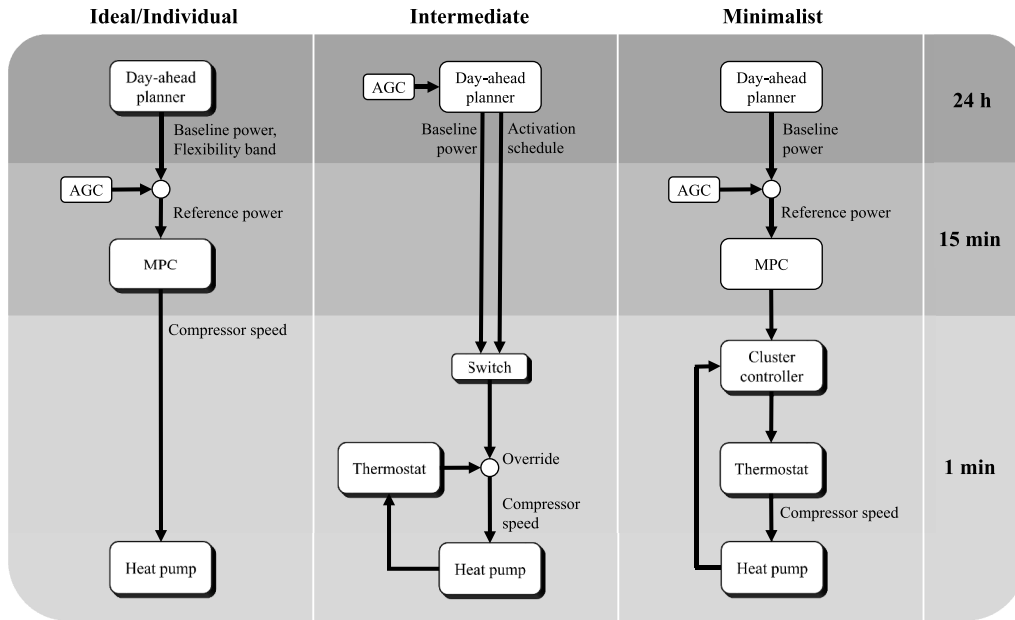 Ideal/Individual
Intermediate
Minimalist
Day-ahead
planner
Baseline power,
Flexibility band
AGC
Reference power
MPC
Compressor speed
Heat pump
AGC
Day-ahead
planner
Baseline
power
Activation
schedule
Switch
Thermostat
Override
Compressor
speed
Heat pump
Day-ahead
planner
Baseline
power
AGC
Reference power
MPC
Cluster
controller
Thermostat
Compressor speed
Heat pump
24 h
15 min
1 min